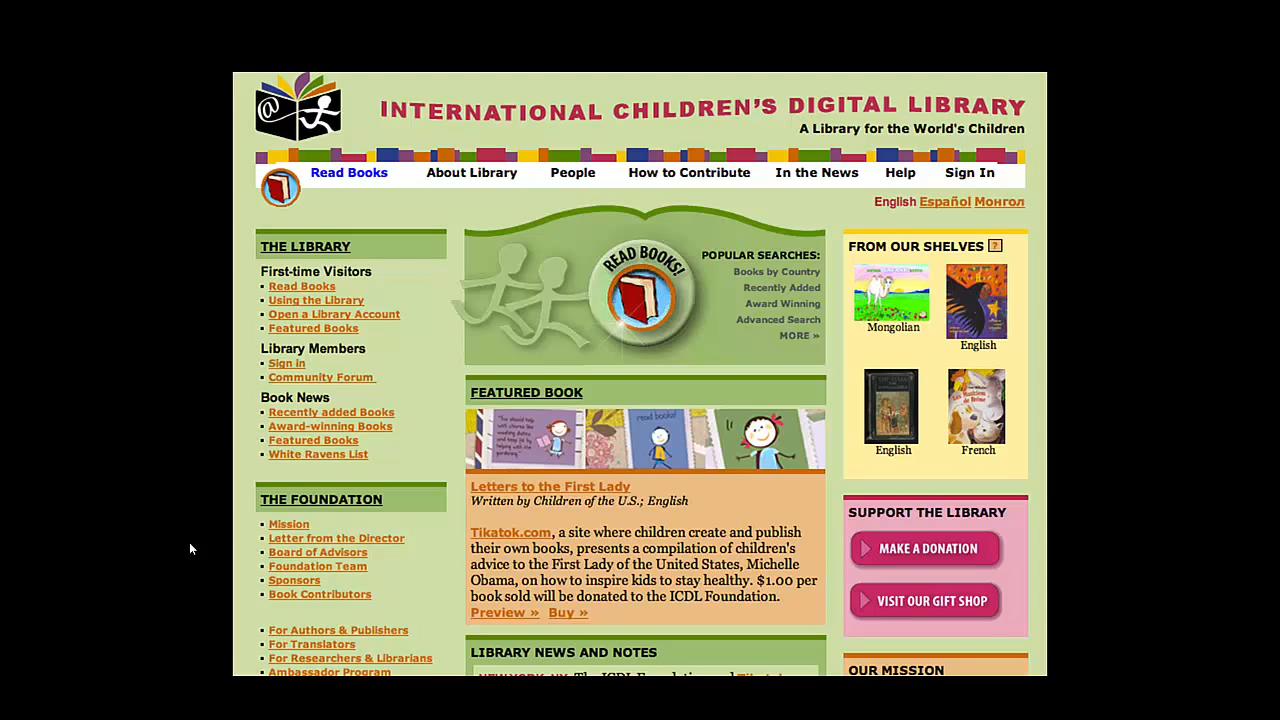 @
INTERNATIONAL CHILDREN'S DIGITAL LIBRARY
A Library for the World's Children
Read Books
About Library
People
How to Contribute
In the News
Help
Sign In
English Español Монгол
THE LIBRARY
First-time Visitors
Read Books
Using the Library
Open a Library Account
Featured Books
Library Members
Sign in
Community Forum
Book News
Recently added Books
Award-winning Books
Featured Books
White Ravens List
THE FOUNDATION
Mission
Letter from the Director
Board of Advisors
Foundation Team
Sponsors
Book Contributors
For Authors & Publishers
For Translators
For Researchers & Librarians
Ambassador Program
READ BOOKS!
POPULAR SEARCHES:
Books by Country
Recently Added
Award Winning
Advanced Search
MORE »
FEATURED BOOK
read books!
Letters to the First Lady
Written by Children of the U.S.; English
Tikatok.com, a site where children create and publish
their own books, presents a compilation of children's
advice to the First Lady of the United States, Michelle
Obama, on how to inspire kids to stay healthy. $1.00 per
book sold will be donated to the ICDL Foundation.
Preview » Buy »
LIBRARY NEWS AND NOTES
FROM OUR SHELVES ?
Mongolian
English
English
French
SUPPORT THE LIBRARY
MAKE A DONATION
VISIT OUR GIFT SHOP
OUR MISSION